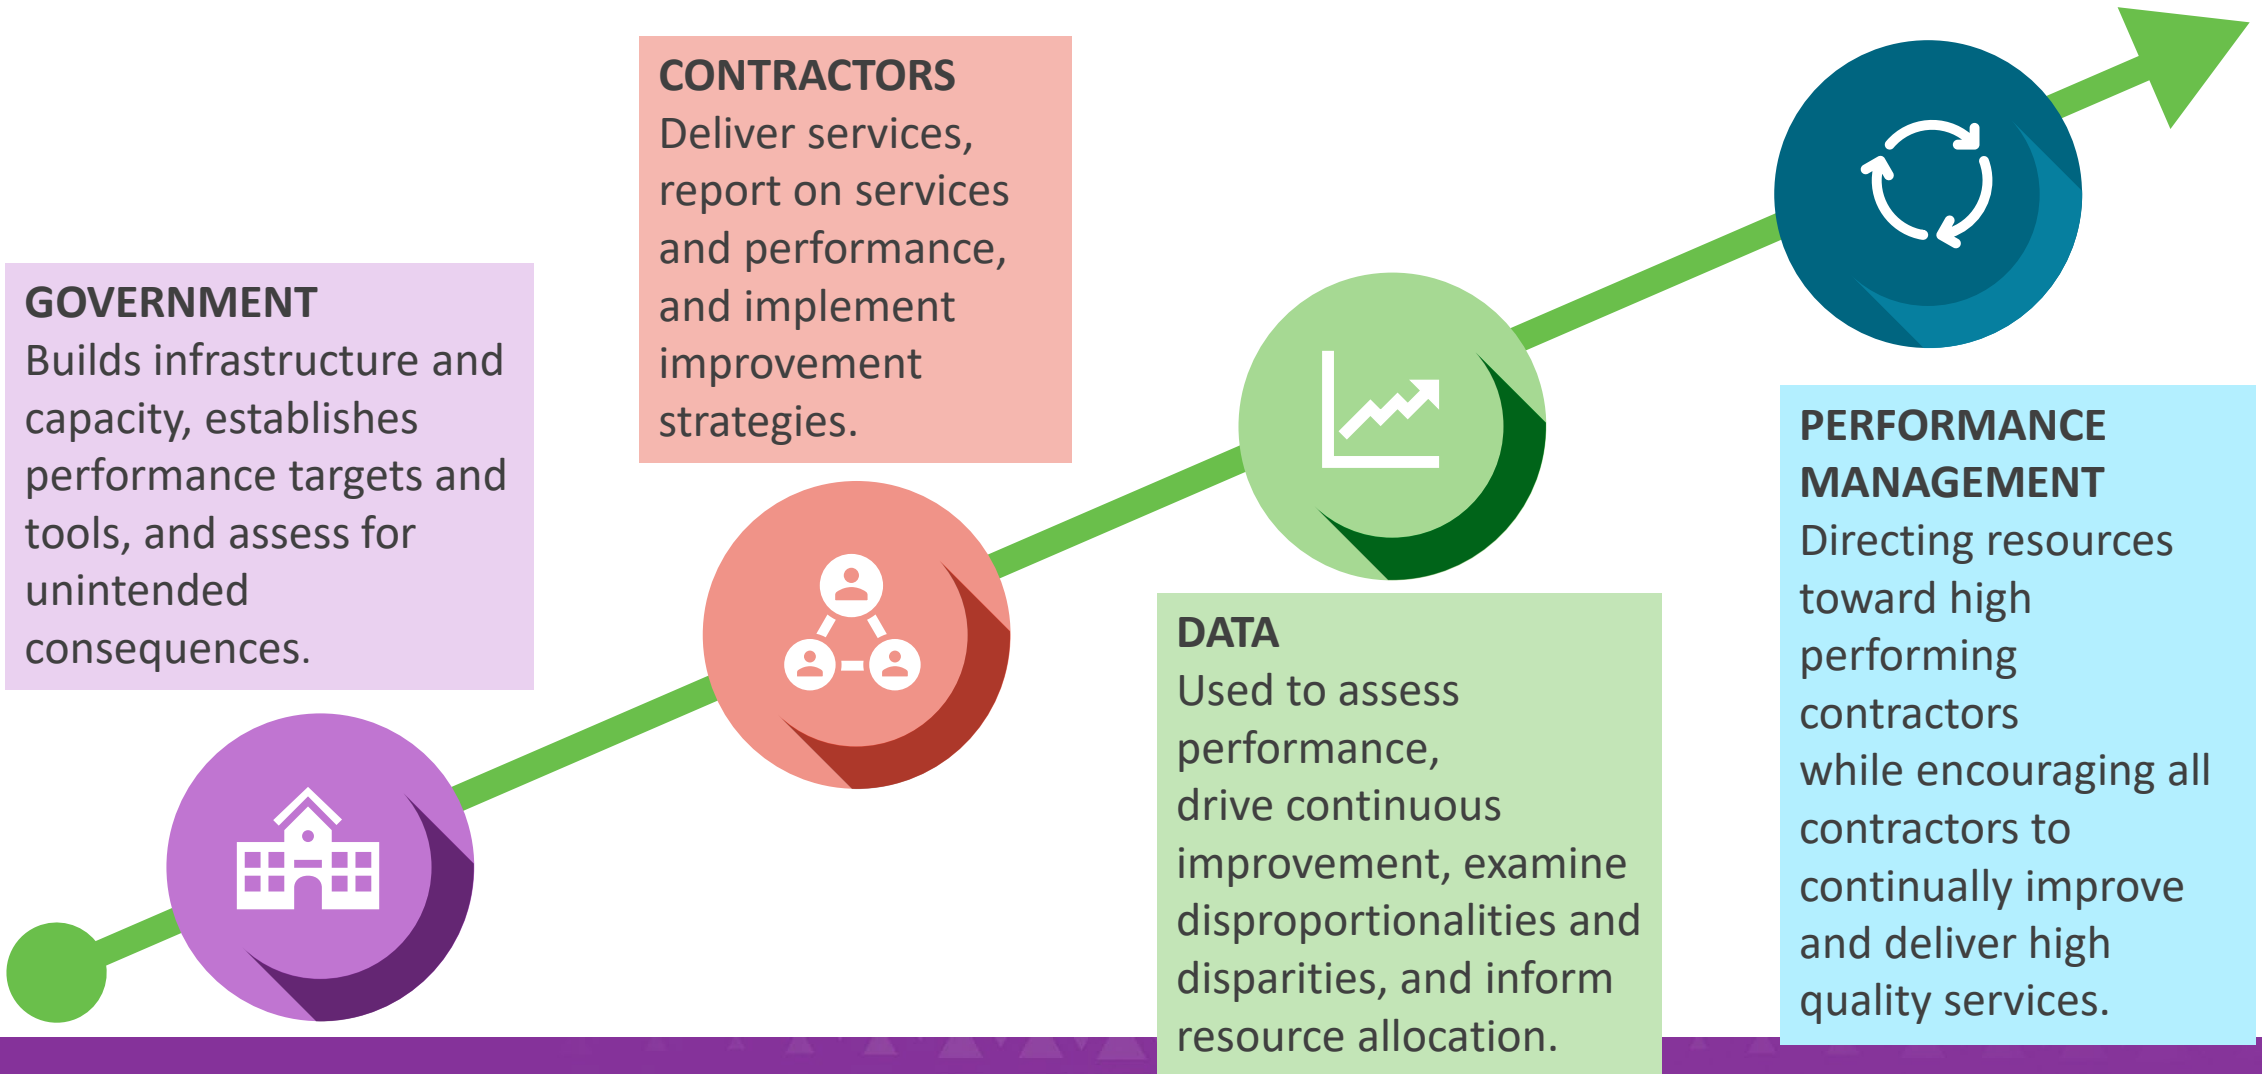 GOVERNMENT
Builds infrastructure and
capacity, establishes
performance targets and
tools, and assess for
unintended
consequences.
CONTRACTORS
Deliver services,
report on services
and performance,
and implement
improvement
strategies.
DATA
Used to assess
performance,
drive continuous
improvement, examine
disproportionalities and
disparities, and inform
resource allocation.
PERFORMANCE
MANAGEMENT
Directing resources
toward high
performing
contractors
while encouraging all
contractors to
continually improve
and deliver high
quality services.